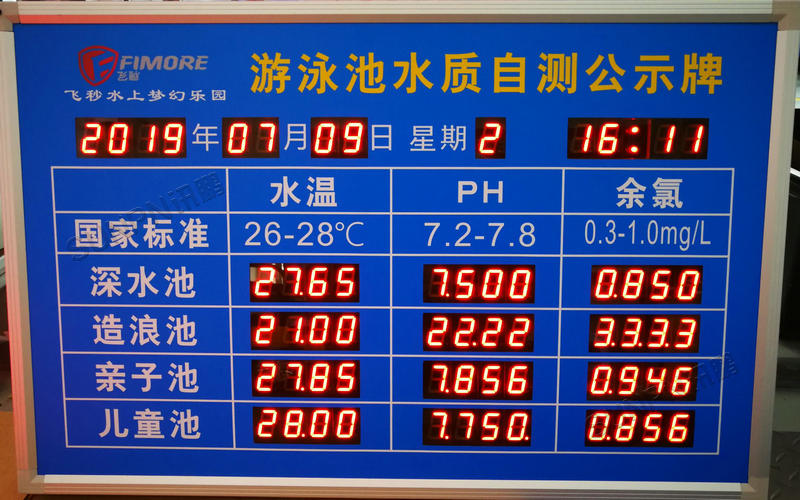 FIMORE
飞秒
飞秒水上梦幻乐园
游泳池水质自测公示牌
2019年07月09日 星期2 16:11
水温 PH 余氯
国家标准 26-28℃ 7.2-7.8 0.3-1.0mg/L
深水池 27.65 7.500 0.850
造浪池 21.00 22.22 3.3.3.3
亲子池 27.85 7.856 0.946
儿童池 28.00 7.750. 0.856